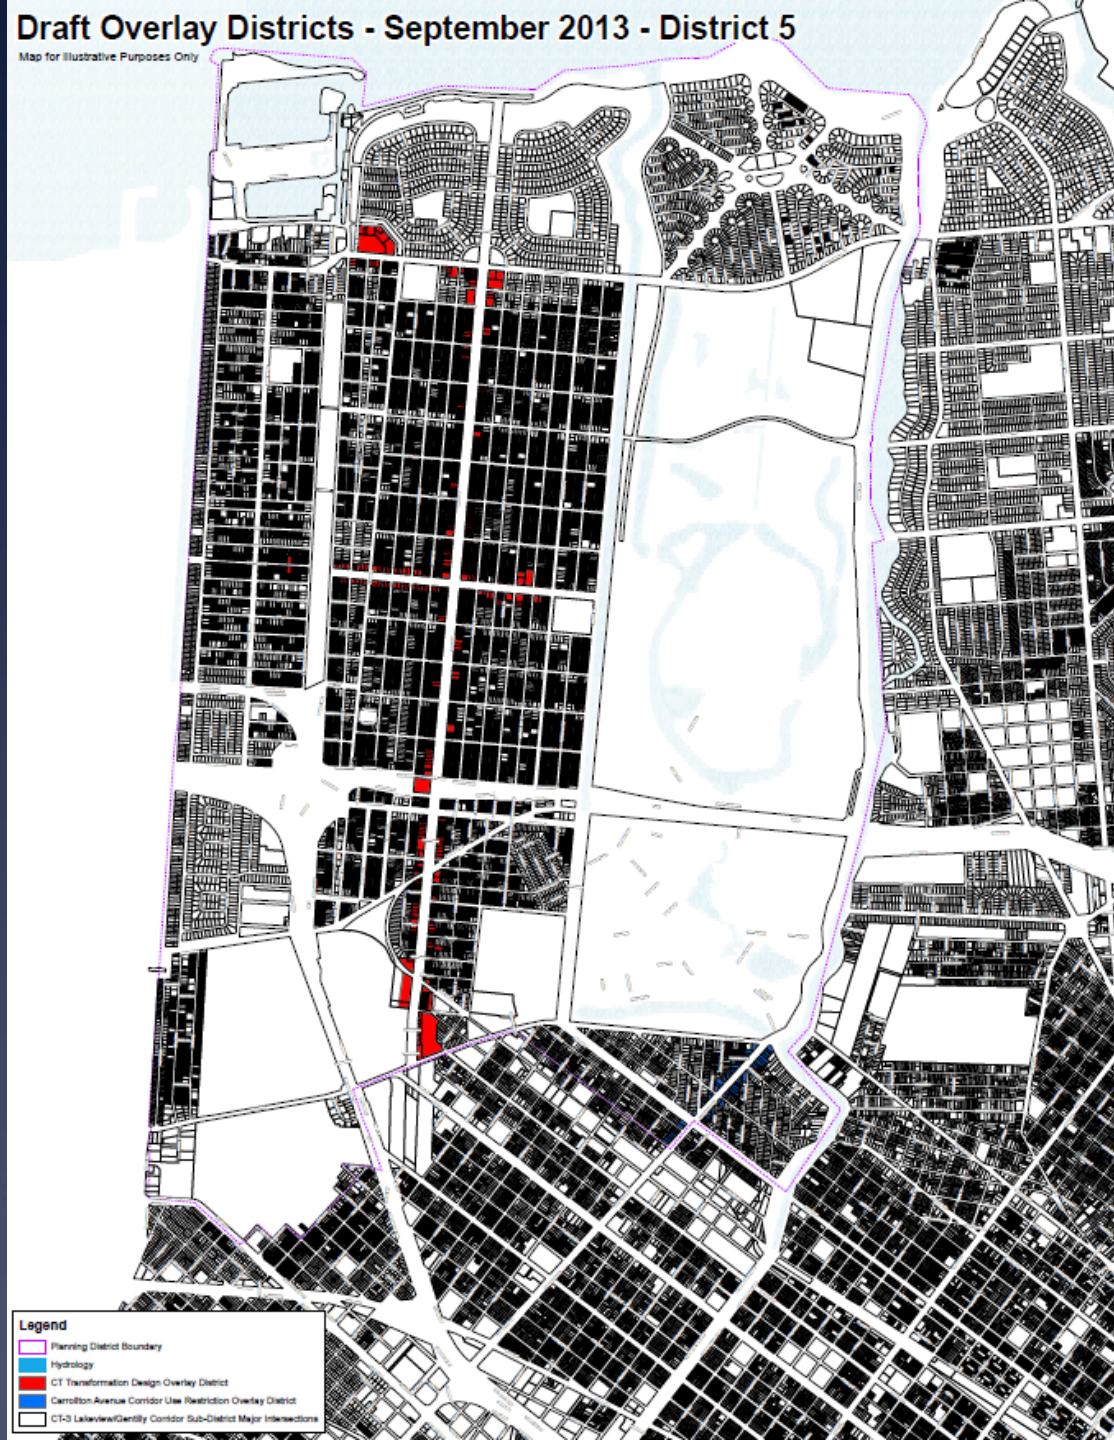 Draft Overlay Districts - September 2013 - District 5
Map for Illustrative Purposes Only
Legend
Planning District Boundary
Hydrology
CT Transformation Design Overlay District
Carrollton Avenue Corridor Use Restriction Overlay District
CT-3 Lakeview/Gentilly Corridor Sub-District Major Intersections